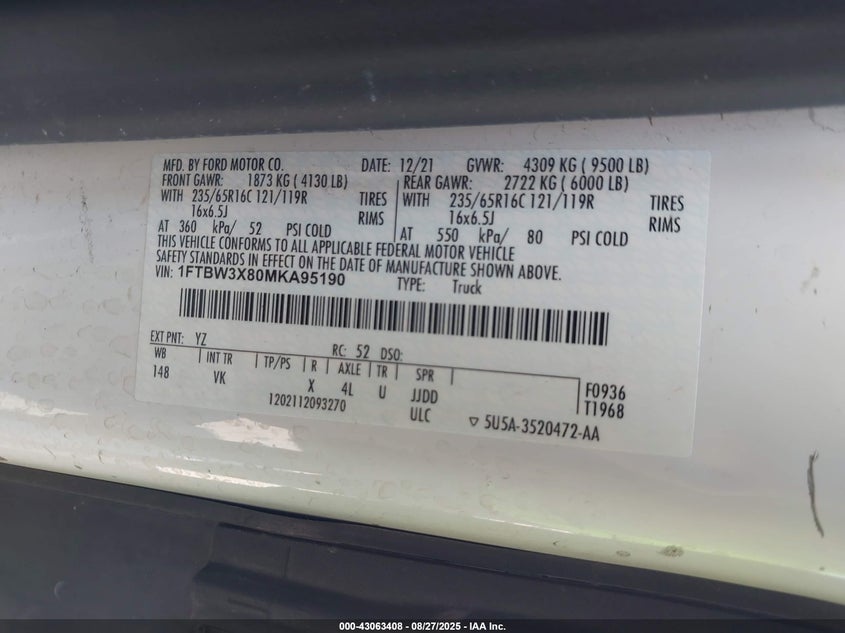 MFD. BY FORD MOTOR CO. DATE: 12/21 GVWR: 4309 KG ( 9500 LB)
FRONT GAWR: 1873 KG ( 4130 LB) REAR GAWR: 2722 KG ( 6000 LB)
WITH 235/65R16C 121/119R TIRES WITH 235/65R16C 121/119R TIRES
16x6.5J RIMS 16x6.5J RIMS
AT 360 kPa/ 52 PSI COLD AT 550 kPa/ 80 PSI COLD
THIS VEHICLE CONFORMS TO ALL APPLICABLE FEDERAL MOTOR VEHICLE
SAFETY STANDARDS IN EFFECT ON THE DATE OF MANUFACTURE SHOWN ABOVE.
VIN: 1FTBW3X80MKA95190 TYPE: Truck
EXT PNT: YZ RC: 52 DSO:
WB INT TR TP/PS R AXLE TR SPR
148 VK X 4L U JJDD F0936
1202112093270 ULC T1968
5U5A-3520472-AA
000-43063408 - 08/27/2025 - IAA Inc.